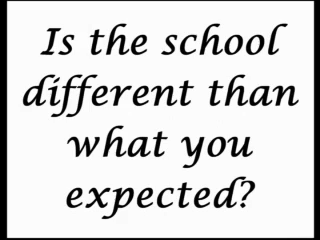 Is the school
different than
what you
expected?